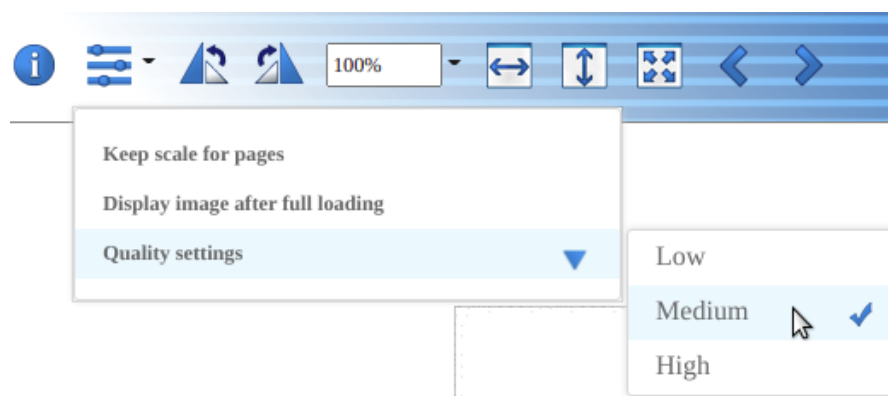 100%
Keep scale for pages
Display image after full loading
Quality settings
Low
Medium
High